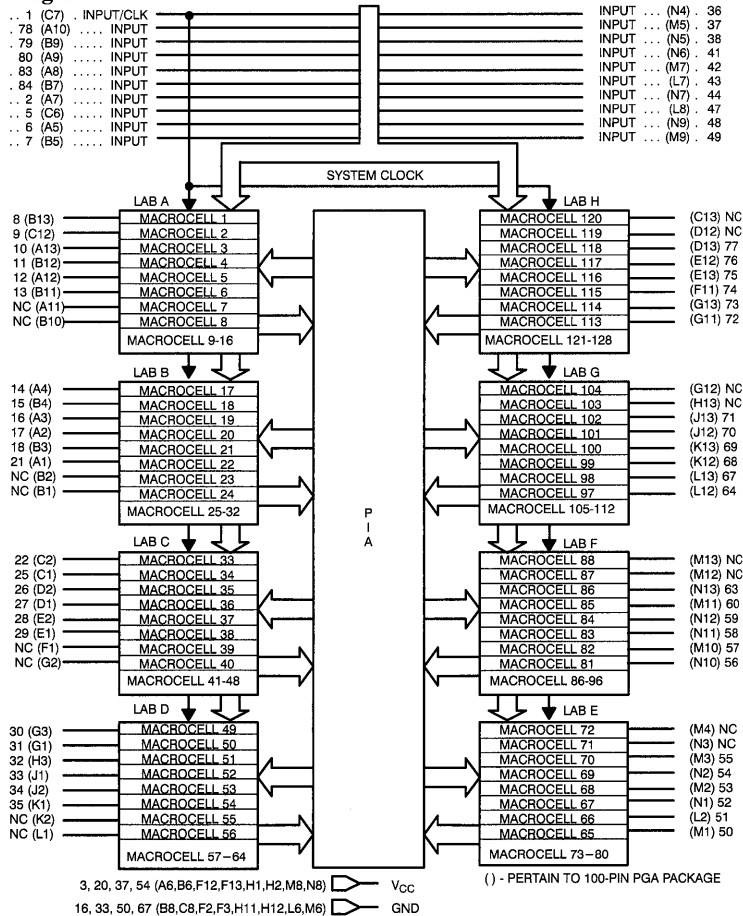 .. 1 (C7) . INPUT/CLK
. 78 (A10) .... INPUT
. 79 (B9) ..... INPUT
80 (A9) ..... INPUT
. 83 (A8) ..... INPUT
. 84 (B7) ..... INPUT
.. 2 (A7) ..... INPUT
.. 5 (C6) ..... INPUT
.. 6 (A5) ..... INPUT
.. 7 (B5) ..... INPUT
INPUT ... (N4) . 36
INPUT ... (M5) . 37
INPUT ... (N5) . 38
INPUT ... (N6) . 41
INPUT ... (M7) . 42
INPUT ... (L7) . 43
INPUT ... (N7) . 44
INPUT ... (L8) . 47
INPUT ... (N9) . 48
INPUT ... (M9) . 49
SYSTEM CLOCK
LAB A
8 (B13) MACROCELL 1
9 (C12) MACROCELL 2
10 (A13) MACROCELL 3
11 (B12) MACROCELL 4
12 (A12) MACROCELL 5
13 (B11) MACROCELL 6
NC (A11) MACROCELL 7
NC (B10) MACROCELL 8
MACROCELL 9-16
LAB H
MACROCELL 120 (C13) NC
MACROCELL 119 (D12) NC
MACROCELL 118 (D13) 77
MACROCELL 117 (E12) 76
MACROCELL 116 (E13) 75
MACROCELL 115 (F11) 74
MACROCELL 114 (G13) 73
MACROCELL 113 (G11) 72
MACROCELL 121-128
LAB B
14 (A4) MACROCELL 17
15 (B4) MACROCELL 18
16 (A3) MACROCELL 19
17 (A2) MACROCELL 20
18 (B3) MACROCELL 21
21 (A1) MACROCELL 22
NC (B2) MACROCELL 23
NC (B1) MACROCELL 24
MACROCELL 25-32
LAB G
MACROCELL 104 (G12) NC
MACROCELL 103 (H13) NC
MACROCELL 102 (J13) 71
MACROCELL 101 (J12) 70
MACROCELL 100 (K13) 69
MACROCELL 99 (K12) 68
MACROCELL 98 (L13) 67
MACROCELL 97 (L12) 64
MACROCELL 105-112
P
I
A
LAB C
22 (C2) MACROCELL 33
25 (C1) MACROCELL 34
26 (D2) MACROCELL 35
27 (D1) MACROCELL 36
28 (E2) MACROCELL 37
29 (E1) MACROCELL 38
NC (F1) MACROCELL 39
NC (G2) MACROCELL 40
MACROCELL 41-48
LAB F
MACROCELL 88 (M13) NC
MACROCELL 87 (M12) NC
MACROCELL 86 (N13) 63
MACROCELL 85 (M11) 60
MACROCELL 84 (N12) 59
MACROCELL 83 (N11) 58
MACROCELL 82 (M10) 57
MACROCELL 81 (N10) 56
MACROCELL 86-96
LAB D
30 (G3) MACROCELL 49
31 (G1) MACROCELL 50
32 (H3) MACROCELL 51
33 (J1) MACROCELL 52
34 (J2) MACROCELL 53
35 (K1) MACROCELL 54
NC (K2) MACROCELL 55
NC (L1) MACROCELL 56
MACROCELL 57-64
LAB E
MACROCELL 72 (M4) NC
MACROCELL 71 (N3) NC
MACROCELL 70 (M3) 55
MACROCELL 69 (N2) 54
MACROCELL 68 (M2) 53
MACROCELL 67 (N1) 52
MACROCELL 66 (L2) 51
MACROCELL 65 (M1) 50
MACROCELL 73-80
3, 20, 37, 54 (A6,B6,F12,F13,H1,H2,M8,N8) VCC
( ) - PERTAIN TO 100-PIN PGA PACKAGE
16, 33, 50, 67 (B8,C8,F2,F3,H11,H12,L6,M6) GND